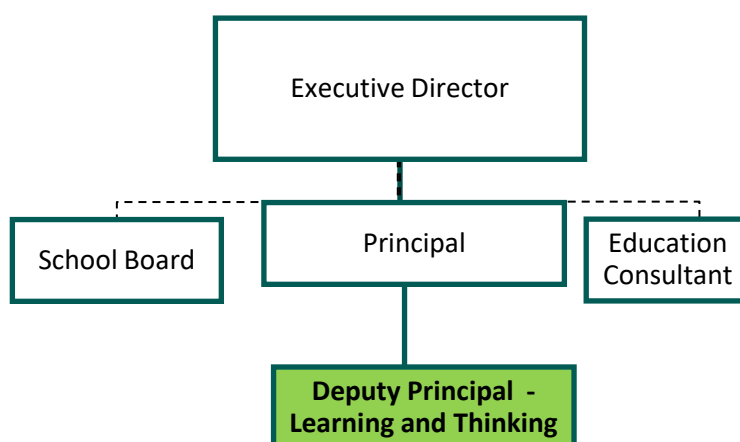 Executive Director
School Board
Principal
Education
Consultant
Deputy Principal -
Learning and Thinking